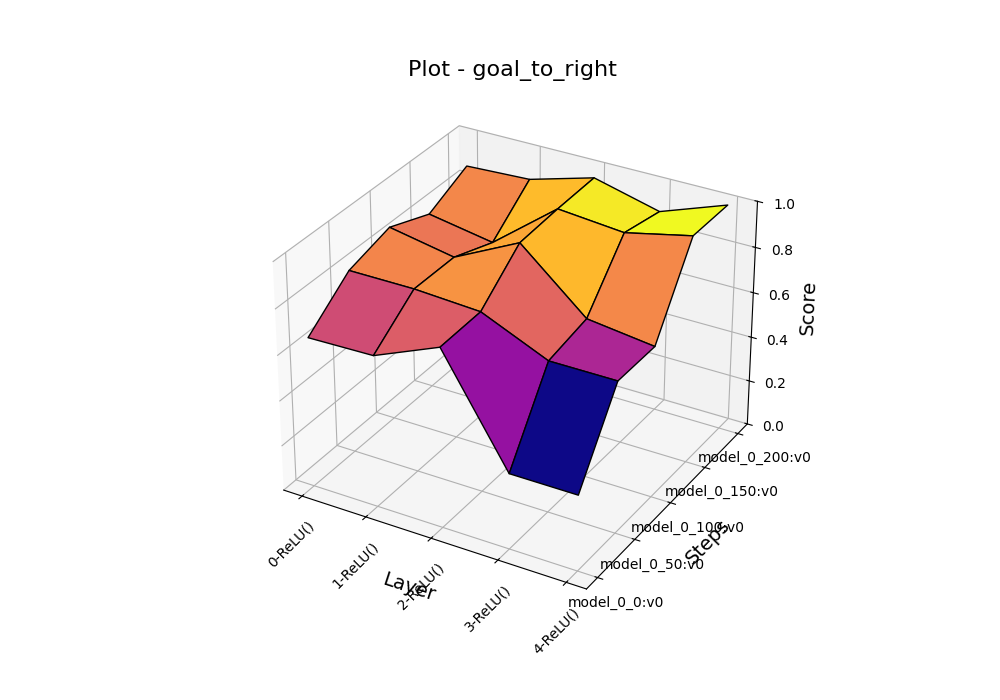 Plot - goal_to_right
1.0
0.8
0.6
0.4
0.2
0.0
Score
model_0_200:v0
model_0_150:v0
model_0_100:v0
model_0_50:v0
model_0_0:v0
Steps
0-ReLU()
1-ReLU()
2-ReLU()
3-ReLU()
4-ReLU()
Layer